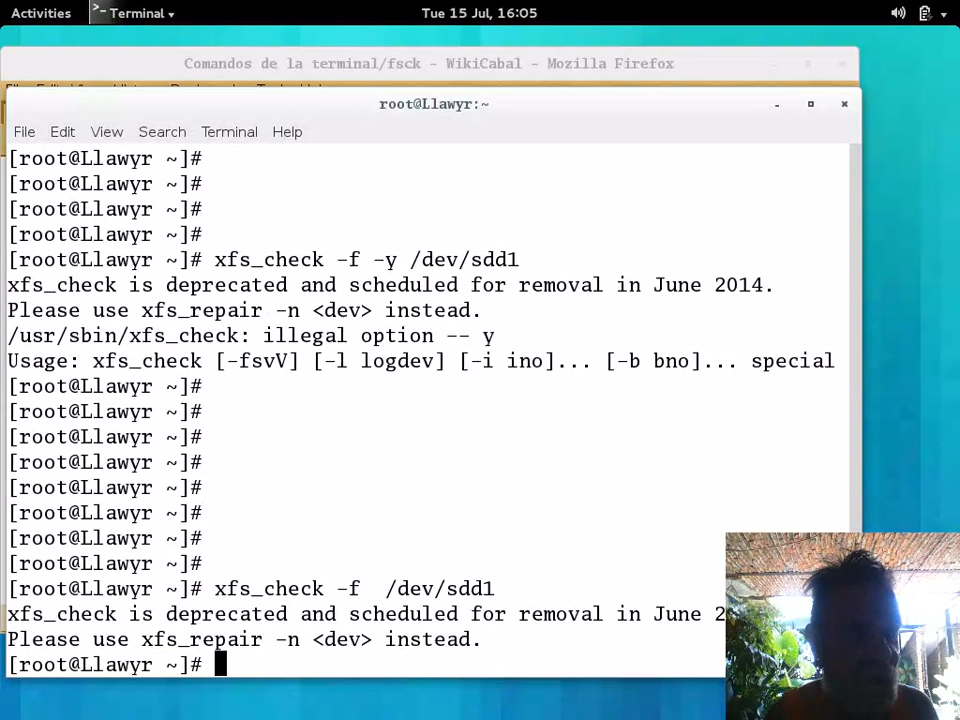 Activities >_ Terminal Tue 15 Jul, 16:05
Comandos de la terminal/fsck - WikiCabal - Mozilla Firefox
root@Llawyr:~
File Edit View Search Terminal Help
[root@Llawyr ~]#
[root@Llawyr ~]#
[root@Llawyr ~]#
[root@Llawyr ~]#
[root@Llawyr ~]# xfs_check -f -y /dev/sdd1
xfs_check is deprecated and scheduled for removal in June 2014.
Please use xfs_repair -n <dev> instead.
/usr/sbin/xfs_check: illegal option -- y
Usage: xfs_check [-fsvV] [-l logdev] [-i ino]... [-b bno]... special
[root@Llawyr ~]#
[root@Llawyr ~]#
[root@Llawyr ~]#
[root@Llawyr ~]#
[root@Llawyr ~]#
[root@Llawyr ~]#
[root@Llawyr ~]#
[root@Llawyr ~]#
[root@Llawyr ~]# xfs_check -f  /dev/sdd1
xfs_check is deprecated and scheduled for removal in June 2
Please use xfs_repair -n <dev> instead.
[root@Llawyr ~]#